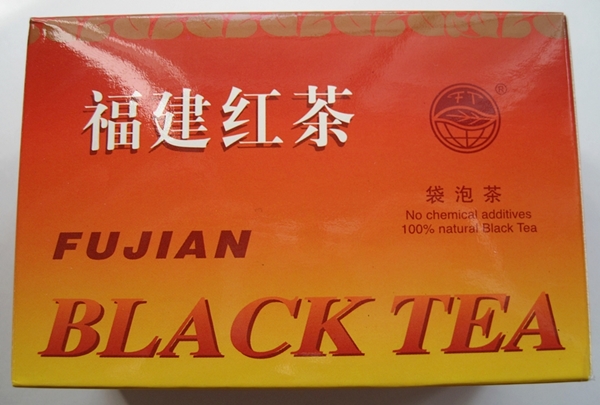 福建红茶
®
袋泡茶
No chemical additives
100% natural Black Tea
FUJIAN
BLACK TEA